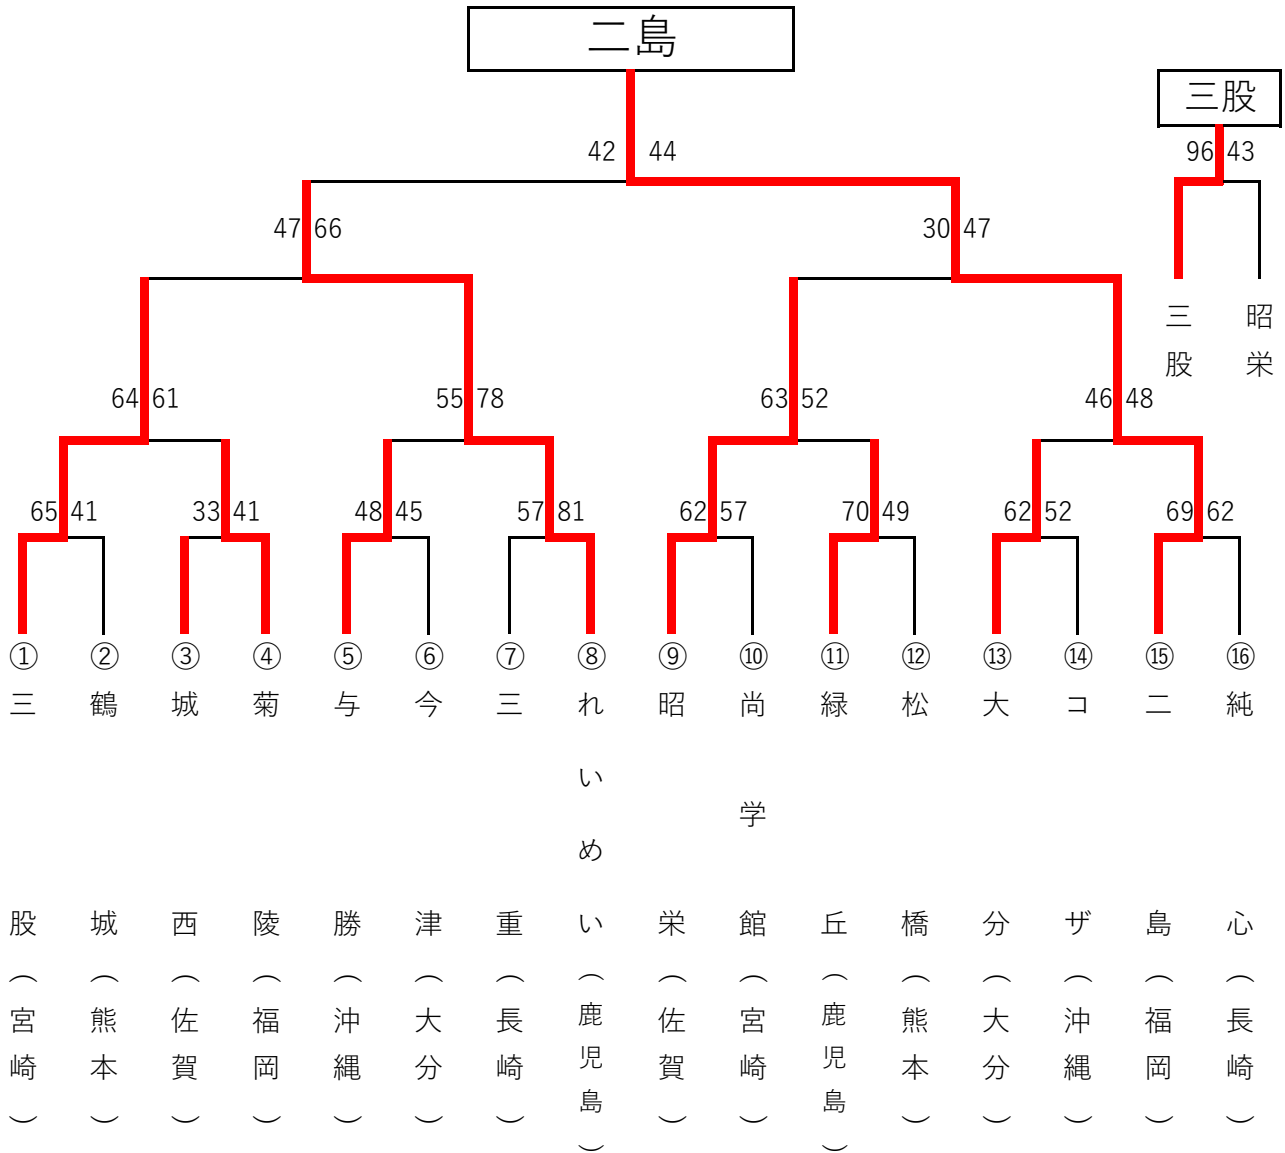 二島
三股
42 44
96 43
47 66
30 47
三股
昭栄
64 61
55 78
63 52
46 48
65 41
33 41
48 45
57 81
62 57
70 49
62 52
69 62
① 三股（宮崎）
② 鶴城（熊本）
③ 城西（佐賀）
④ 菊陵（福岡）
⑤ 与勝（沖縄）
⑥ 今津（大分）
⑦ 三重（長崎）
⑧ れいめい（鹿児島）
⑨ 昭栄（佐賀）
⑩ 尚学館（宮崎）
⑪ 緑丘（鹿児島）
⑫ 松橋（熊本）
⑬ 大分（大分）
⑭ コザ（沖縄）
⑮ 二島（福岡）
⑯ 純心（長崎）